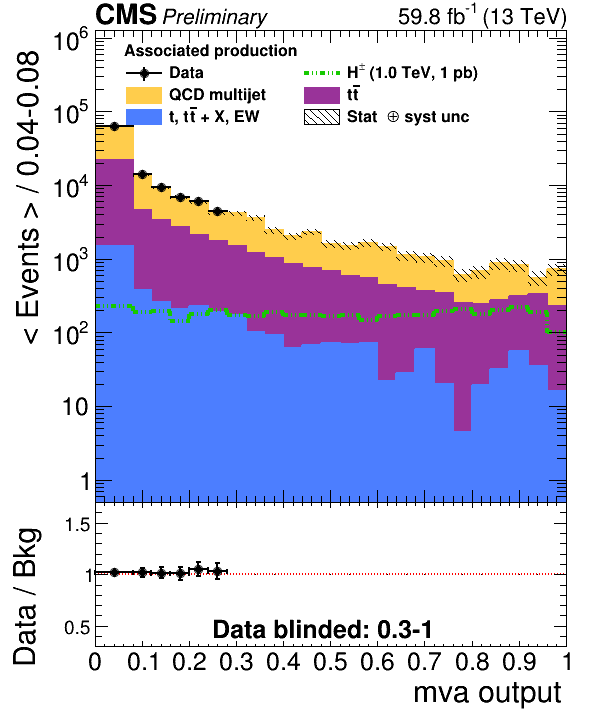 CMS Preliminary 59.8 fb⁻¹ (13 TeV)
Associated production
Data
H± (1.0 TeV, 1 pb)
QCD multijet
tt̄
t, tt̄ + X, EW
Stat ⊕ syst unc
< Events > / 0.04-0.08
10⁶
10⁵
10⁴
10³
10²
10
1
Data / Bkg
1.5
1
0.5
Data blinded: 0.3-1
0 0.1 0.2 0.3 0.4 0.5 0.6 0.7 0.8 0.9 1
mva output